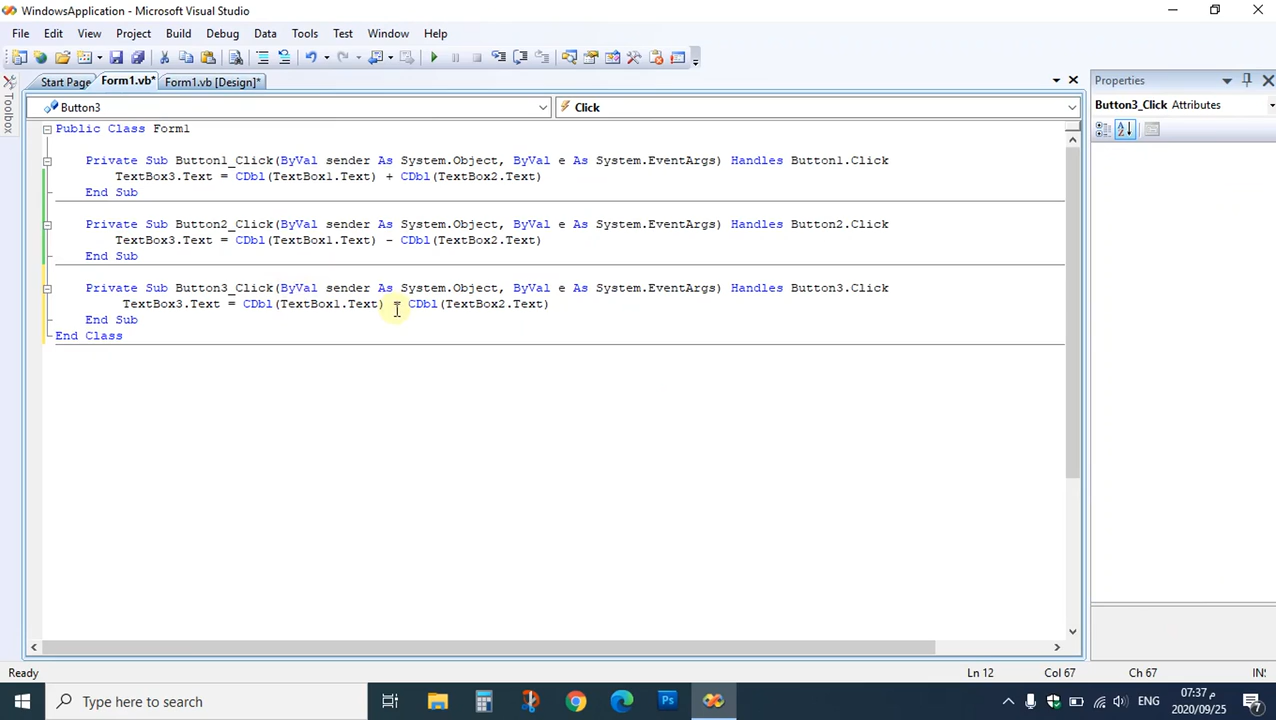 WindowsApplication - Microsoft Visual Studio
File Edit View Project Build Debug Data Tools Test Window Help
Start Page Form1.vb* Form1.vb [Design]*
Properties
Button3 Click
Button3_Click Attributes
Toolbox
Public Class Form1
Private Sub Button1_Click(ByVal sender As System.Object, ByVal e As System.EventArgs) Handles Button1.Click
TextBox3.Text = CDbl(TextBox1.Text) + CDbl(TextBox2.Text)
End Sub
Private Sub Button2_Click(ByVal sender As System.Object, ByVal e As System.EventArgs) Handles Button2.Click
TextBox3.Text = CDbl(TextBox1.Text) - CDbl(TextBox2.Text)
End Sub
Private Sub Button3_Click(ByVal sender As System.Object, ByVal e As System.EventArgs) Handles Button3.Click
TextBox3.Text = CDbl(TextBox1.Text) - CDbl(TextBox2.Text)
End Sub
End Class
Ready Ln 12 Col 67 Ch 67 INS
Type here to search
Ps
ENG
07:37 م
2020/09/25
7